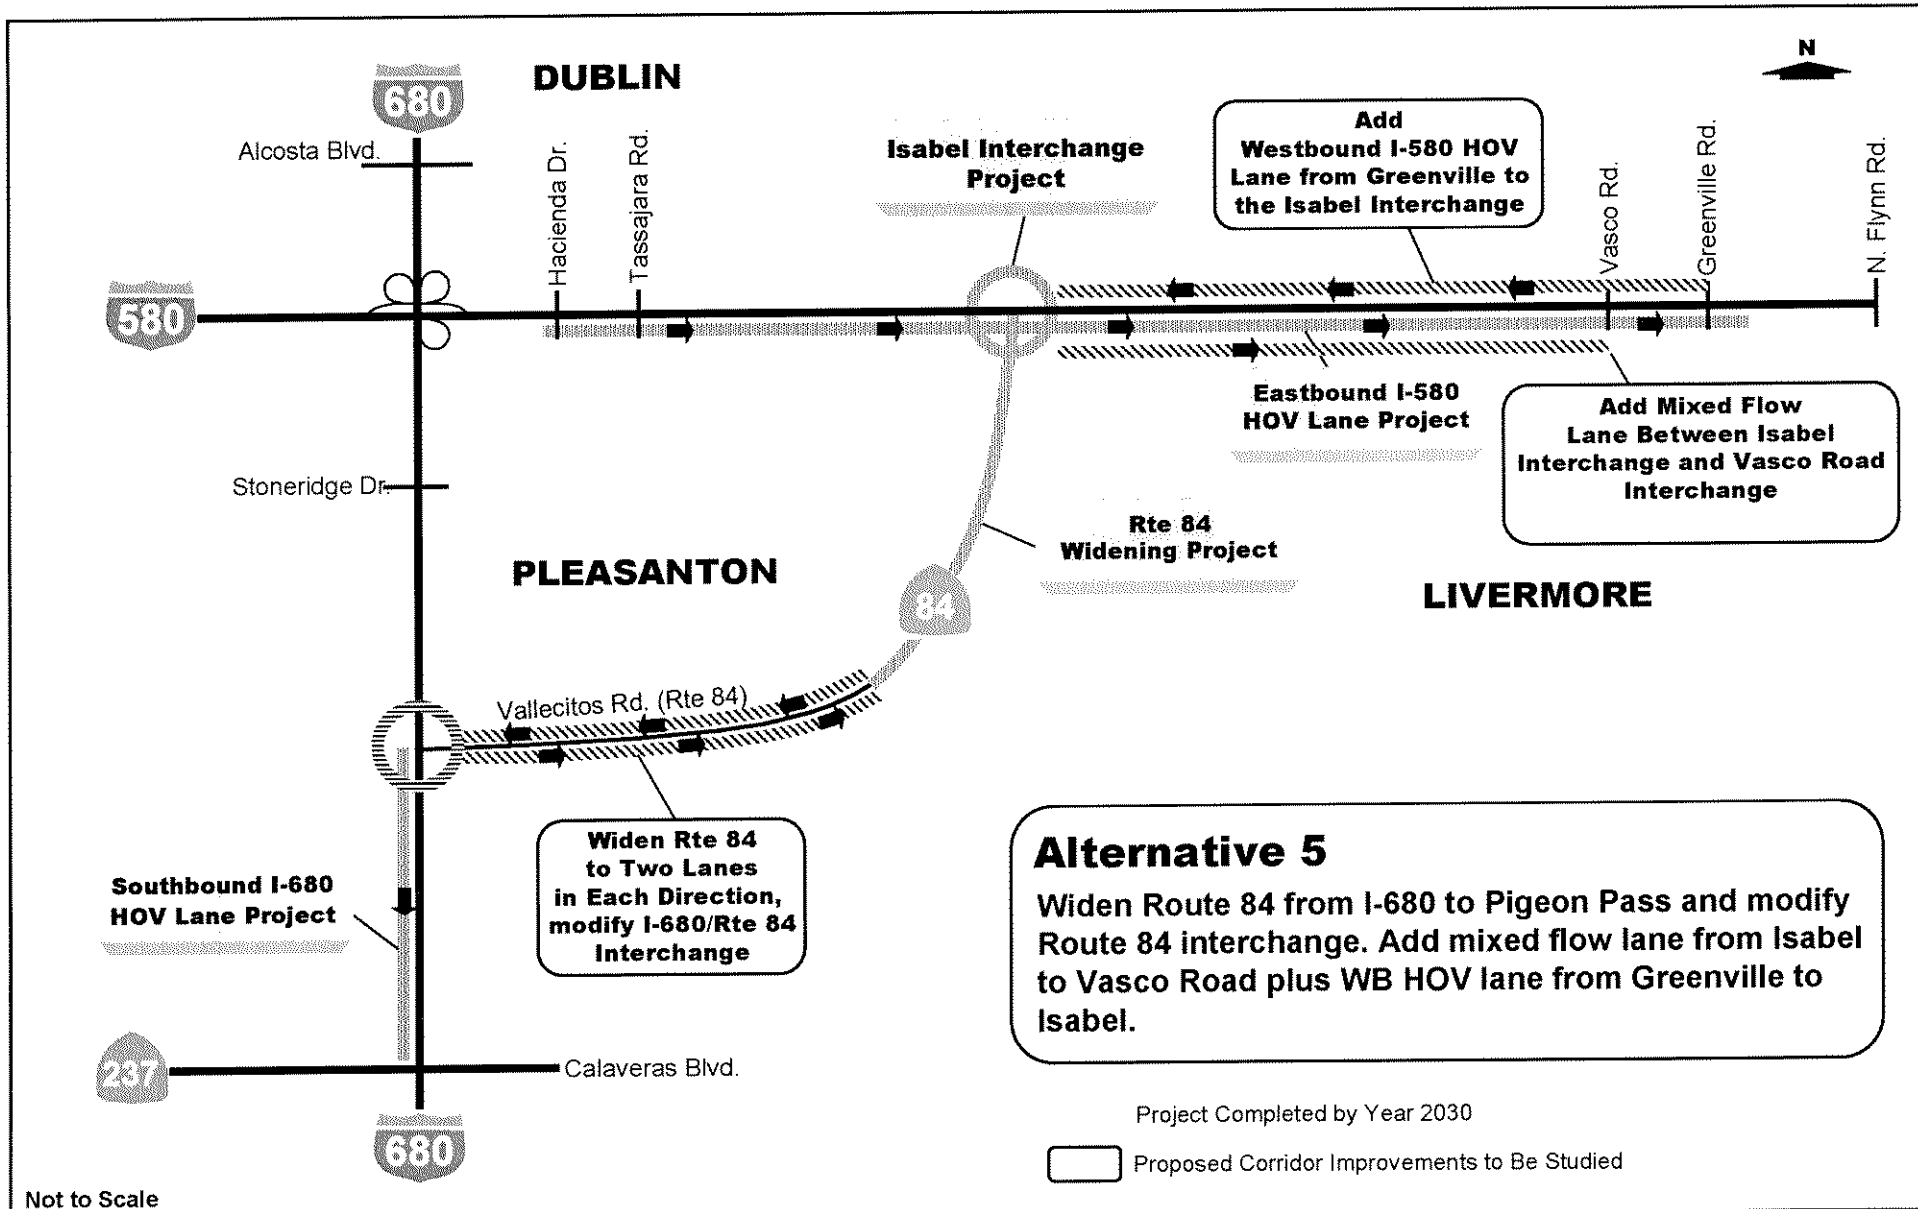 N
680
DUBLIN
Alcosta Blvd.
Hacienda Dr.
Tassajara Rd.
Isabel Interchange
Project
Add
Westbound I-580 HOV
Lane from Greenville to
the Isabel Interchange
Vasco Rd.
Greenville Rd.
N. Flynn Rd.
580
Eastbound I-580
HOV Lane Project
Add Mixed Flow
Lane Between Isabel
Interchange and Vasco Road
Interchange
Stoneridge Dr.
Rte 84
Widening Project
PLEASANTON
84
LIVERMORE
Vallecitos Rd. (Rte 84)
Widen Rte 84
to Two Lanes
in Each Direction,
modify I-680/Rte 84
Interchange
Southbound I-680
HOV Lane Project
Alternative 5
Widen Route 84 from I-680 to Pigeon Pass and modify
Route 84 interchange. Add mixed flow lane from Isabel
to Vasco Road plus WB HOV lane from Greenville to
Isabel.
237
Calaveras Blvd.
680
Project Completed by Year 2030
Proposed Corridor Improvements to Be Studied
Not to Scale